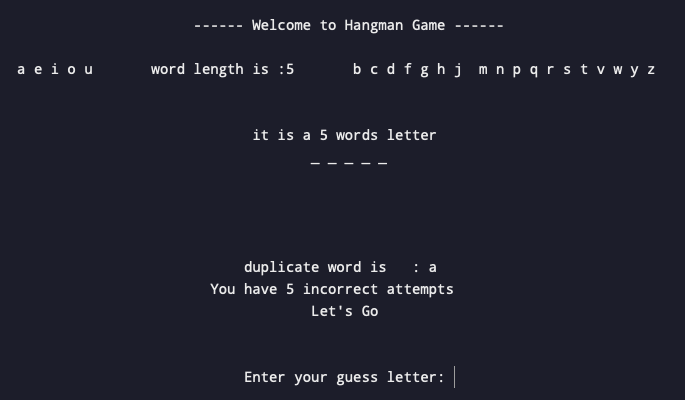 ------ Welcome to Hangman Game ------
a e i o u word length is :5 b c d f g h j m n p q r s t v w y z
it is a 5 words letter
_ _ _ _ _
duplicate word is : a
You have 5 incorrect attempts
Let's Go
Enter your guess letter: